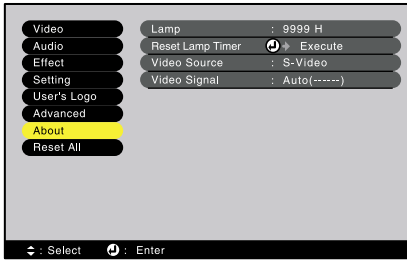 Video
Audio
Effect
Setting
User's Logo
Advanced
About
Reset All
Lamp : 9999 H
Reset Lamp Timer Execute
Video Source : S-Video
Video Signal : Auto(------)
: Select : Enter